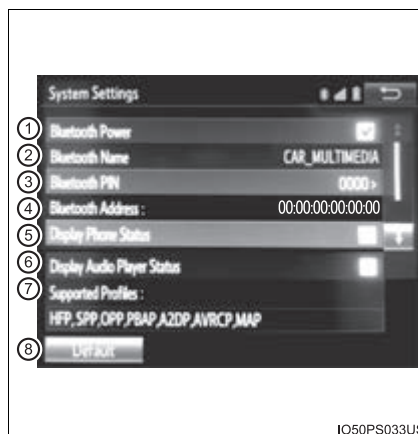 System Settings
1 Bluetooth Power
2 Bluetooth Name CAR_MULTIMEDIA
3 Bluetooth PIN 0000 >
4 Bluetooth Address : 00:00:00:00:00:00
5 Display Phone Status
6 Display Audio Player Status
7 Supported Profiles :
HFP, SPP, OPP, PBAP, A2DP, AVRCP, MAP
8 Default
IO50PS033US